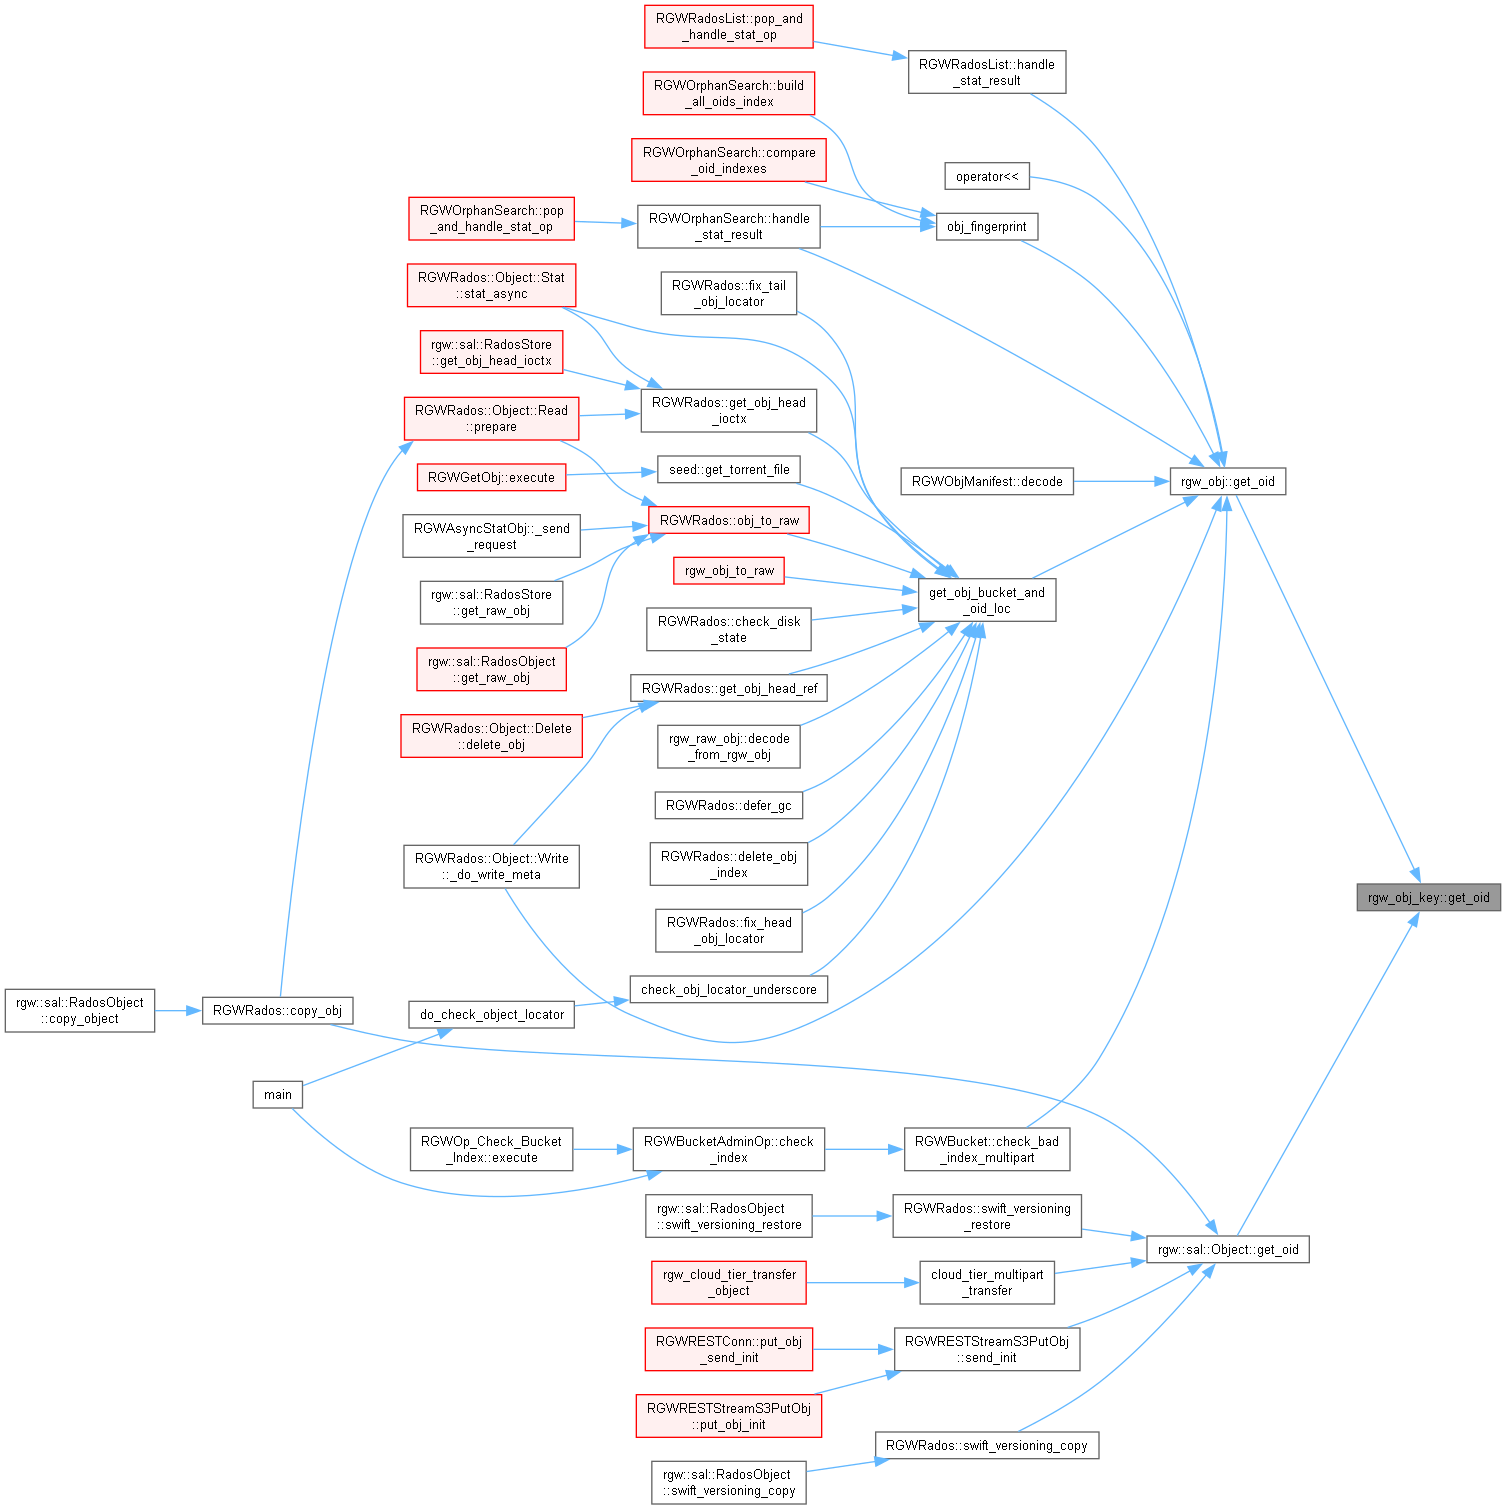 RGWRadosList::pop_and
_handle_stat_op
RGWRadosList::handle
_stat_result
RGWOrphanSearch::build
_all_oids_index
RGWOrphanSearch::compare
_oid_indexes
operator<<
RGWOrphanSearch::pop
_and_handle_stat_op
RGWOrphanSearch::handle
_stat_result
obj_fingerprint
RGWRados::Object::Stat
::stat_async
RGWRados::fix_tail
_obj_locator
rgw::sal::RadosStore
::get_obj_head_ioctx
RGWRados::Object::Read
::prepare
RGWRados::get_obj_head
_ioctx
RGWGetObj::execute
seed::get_torrent_file
RGWObjManifest::decode
rgw_obj::get_oid
RGWAsyncStatObj::_send
_request
RGWRados::obj_to_raw
rgw_obj_to_raw
rgw::sal::RadosStore
::get_raw_obj
get_obj_bucket_and
_oid_loc
RGWRados::check_disk
_state
rgw::sal::RadosObject
::get_raw_obj
RGWRados::get_obj_head_ref
RGWRados::Object::Delete
::delete_obj
rgw_raw_obj::decode
_from_rgw_obj
RGWRados::defer_gc
RGWRados::Object::Write
::_do_write_meta
RGWRados::delete_obj
_index
rgw_obj_key::get_oid
RGWRados::fix_head
_obj_locator
check_obj_locator_underscore
rgw::sal::RadosObject
::copy_object
RGWRados::copy_obj
do_check_object_locator
main
RGWOp_Check_Bucket
_Index::execute
RGWBucketAdminOp::check
_index
RGWBucket::check_bad
_index_multipart
rgw::sal::RadosObject
::swift_versioning_restore
RGWRados::swift_versioning
_restore
rgw::sal::Object::get_oid
rgw_cloud_tier_transfer
_object
cloud_tier_multipart
_transfer
RGWRESTConn::put_obj
_send_init
RGWRESTStreamS3PutObj
::send_init
RGWRESTStreamS3PutObj
::put_obj_init
RGWRados::swift_versioning_copy
rgw::sal::RadosObject
::swift_versioning_copy